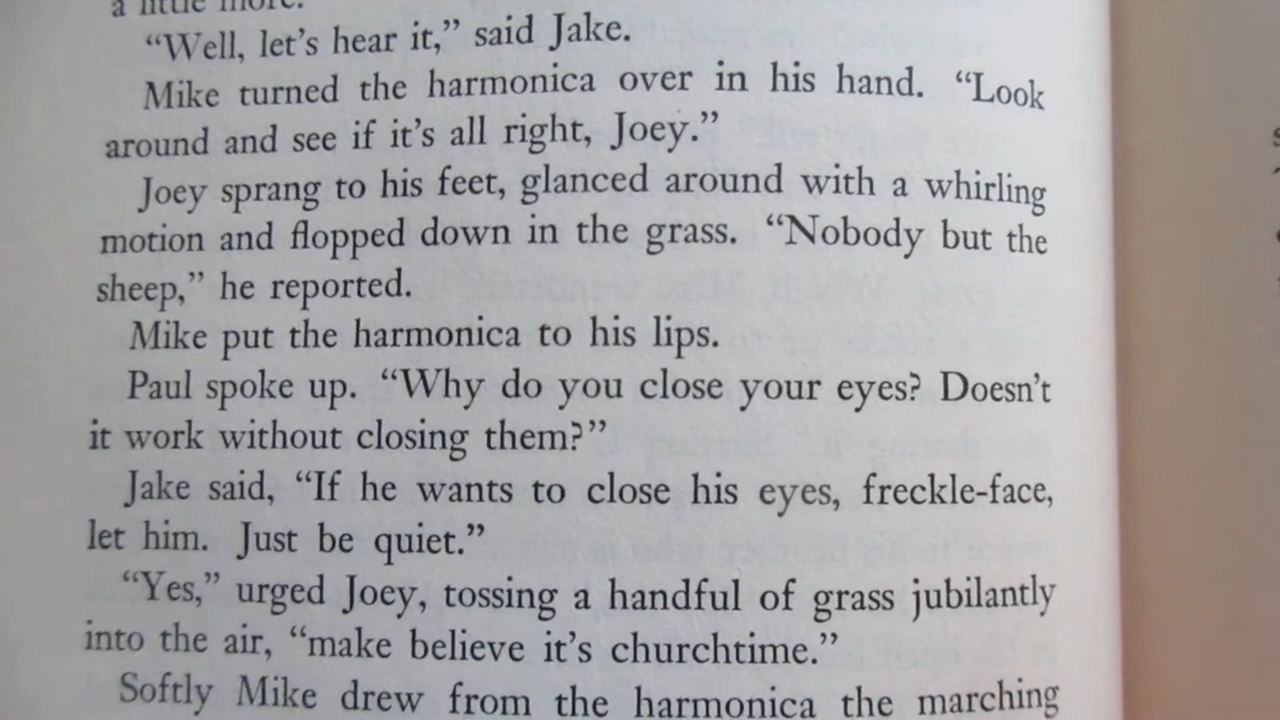 a little more.
“Well, let’s hear it,” said Jake.
Mike turned the harmonica over in his hand. “Look
around and see if it’s all right, Joey.”
Joey sprang to his feet, glanced around with a whirling
motion and flopped down in the grass. “Nobody but the
sheep,” he reported.
Mike put the harmonica to his lips.
Paul spoke up. “Why do you close your eyes? Doesn’t
it work without closing them?”
Jake said, “If he wants to close his eyes, freckle-face,
let him. Just be quiet.”
“Yes,” urged Joey, tossing a handful of grass jubilantly
into the air, “make believe it’s churchtime.”
Softly Mike drew from the harmonica the marching